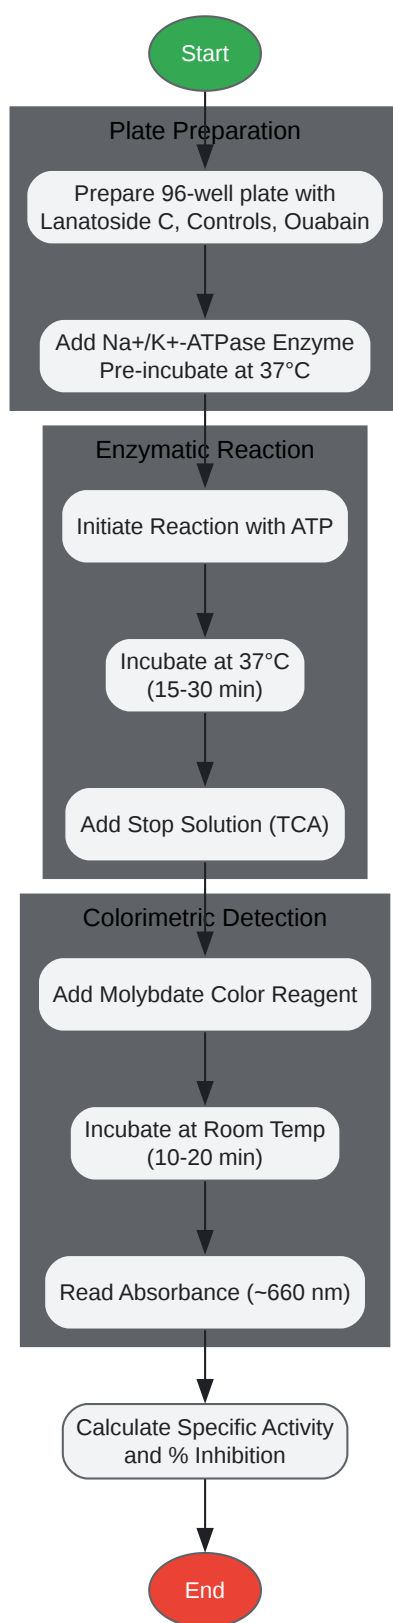 Start
Plate Preparation
Prepare 96-well plate with
Lanatoside C, Controls, Ouabain
Add Na+/K+-ATPase Enzyme
Pre-incubate at 37°C
Enzymatic Reaction
Initiate Reaction with ATP
Incubate at 37°C
(15-30 min)
Add Stop Solution (TCA)
Colorimetric Detection
Add Molybdate Color Reagent
Incubate at Room Temp
(10-20 min)
Read Absorbance (~660 nm)
Calculate Specific Activity
and % Inhibition
End